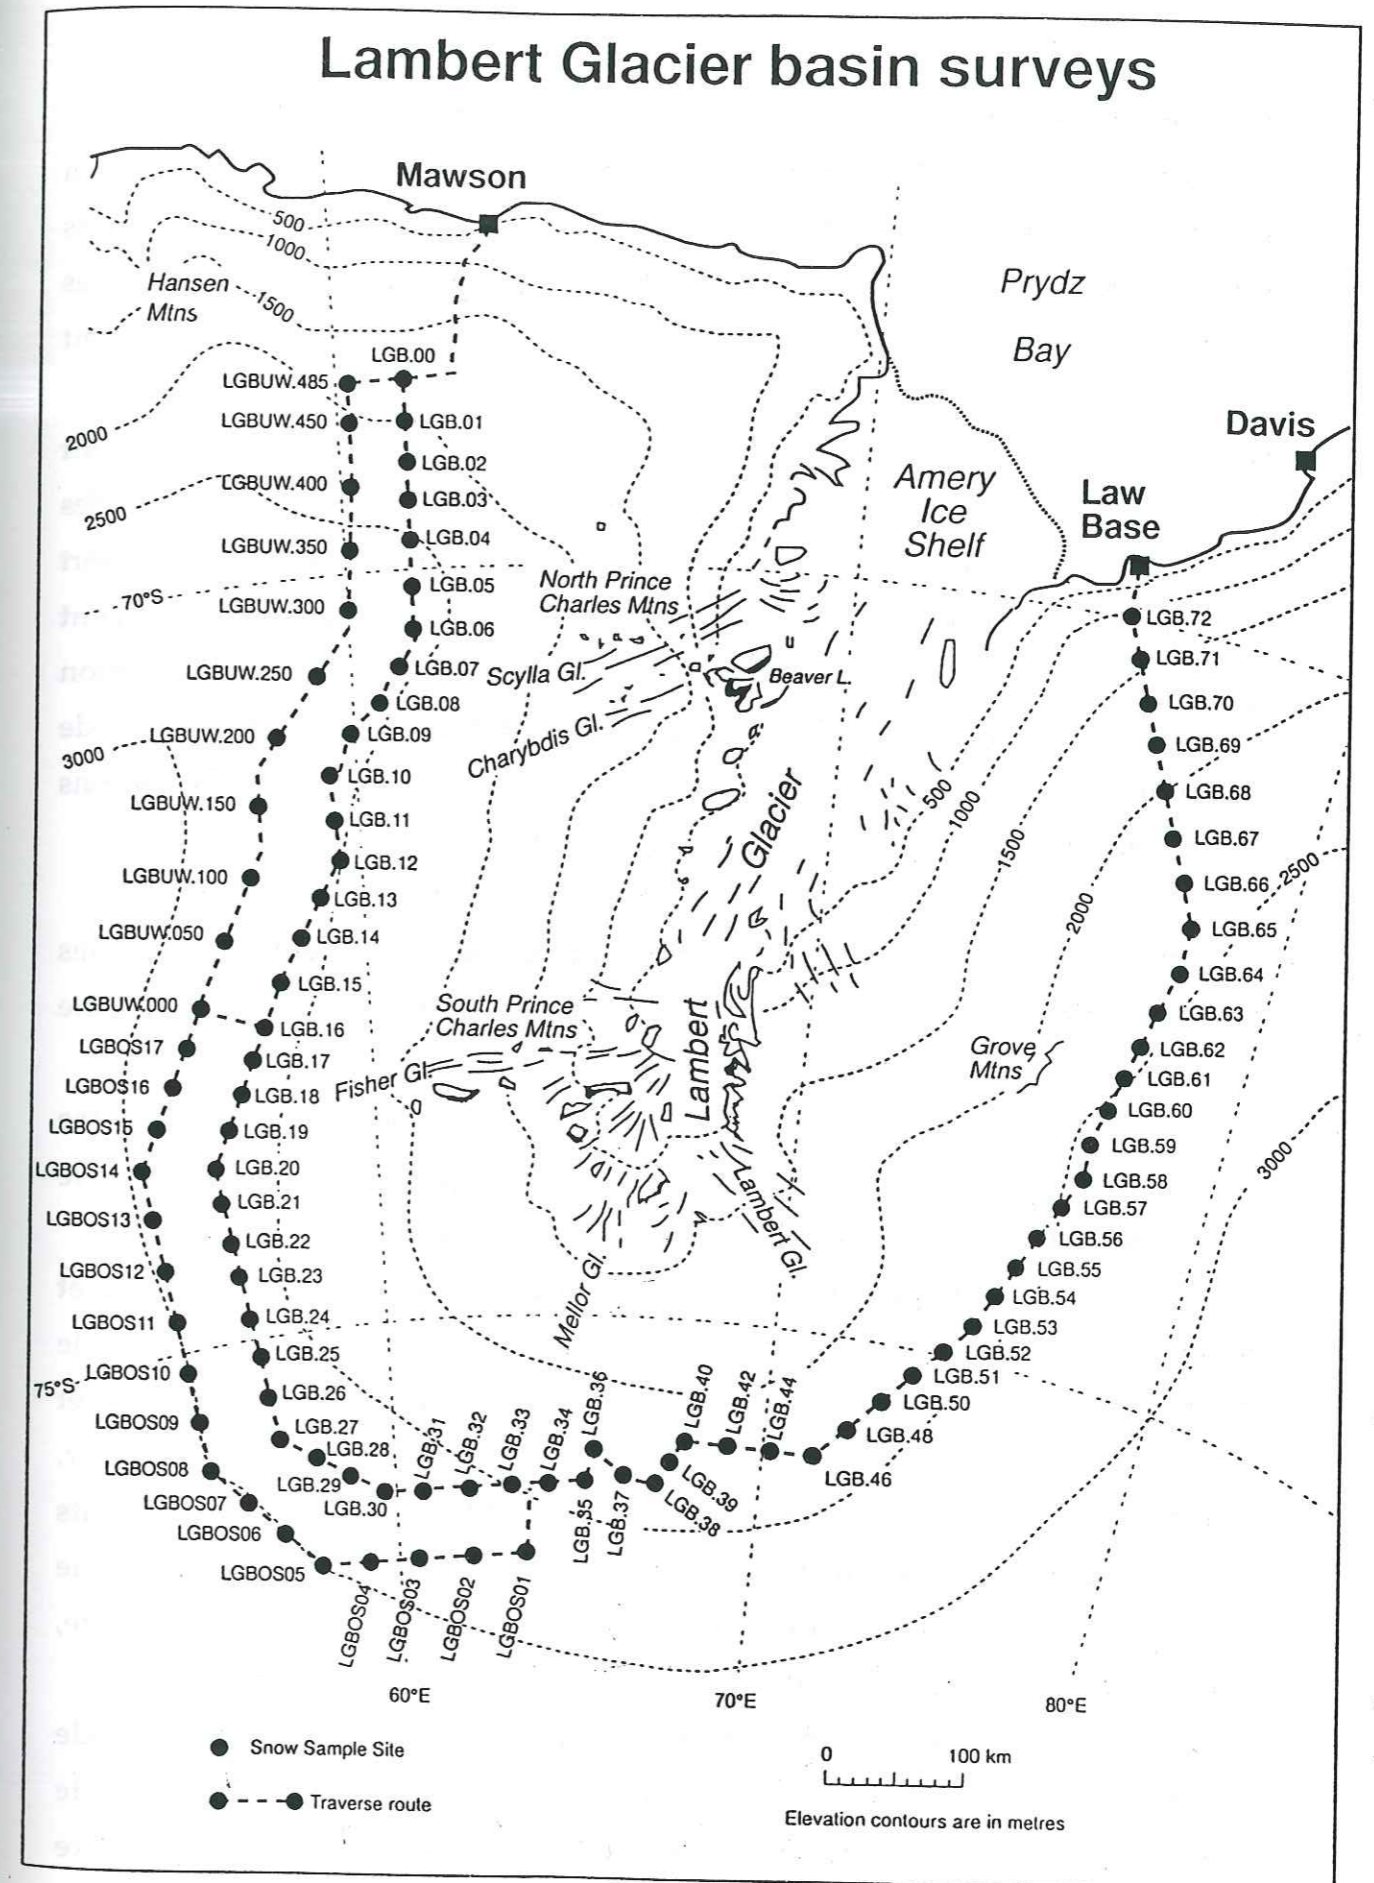 Lambert Glacier basin surveys
Mawson
500
1000
Hansen
Mtns
1500
Prydz
Bay
LGB.00
LGBUW.485
LGBUW.450
LGB.01
Davis
2000
LGB.02
LGBUW.400
LGB.03
Amery
Ice
Shelf
Law
Base
2500
LGBUW.350
LGB.04
70°S
LGBUW.300
LGB.05
North Prince
Charles Mtns
LGB.06
LGB.72
LGBUW.250
LGB.07
Scylla Gl.
Beaver L.
LGB.71
LGB.08
LGB.70
LGBUW.200
LGB.09
Charybdis Gl.
LGB.69
3000
LGB.10
LGB.68
LGBUW.150
LGB.11
Glacier
500
1000
1500
LGB.67
LGBUW.100
LGB.12
LGB.66
2500
LGB.13
2000
LGBUW.050
LGB.14
LGB.65
LGB.15
LGB.64
LGBUW.000
LGB.16
South Prince
Charles Mtns
Lambert
LGB.63
LGBOS17
LGB.17
Grove
Mtns
LGB.62
LGBOS16
LGB.18
Fisher Gl.
LGB.61
LGBOS15
LGB.19
LGB.60
LGBOS14
LGB.20
LGB.59
3000
LGB.58
LGBOS13
LGB.21
Lambert Gl.
LGB.57
LGB.22
LGB.56
LGBOS12
LGB.23
Mellor Gl.
LGB.55
LGBOS11
LGB.24
LGB.54
LGB.53
LGB.25
LGB.52
75°S
LGBOS10
LGB.26
LGB.51
LGBOS09
LGB.27
LGB.50
LGB.28
LGB.31
LGB.32
LGB.33
LGB.34
LGB.36
LGB.40
LGB.42
LGB.44
LGB.48
LGBOS08
LGB.29
LGB.46
LGBOS07
LGB.30
LGB.35
LGB.37
LGB.38
LGB.39
LGBOS06
LGBOS05
LGBOS04
LGBOS03
LGBOS02
LGBOS01
60°E
70°E
80°E
Snow Sample Site
0 100 km
Traverse route
Elevation contours are in metres